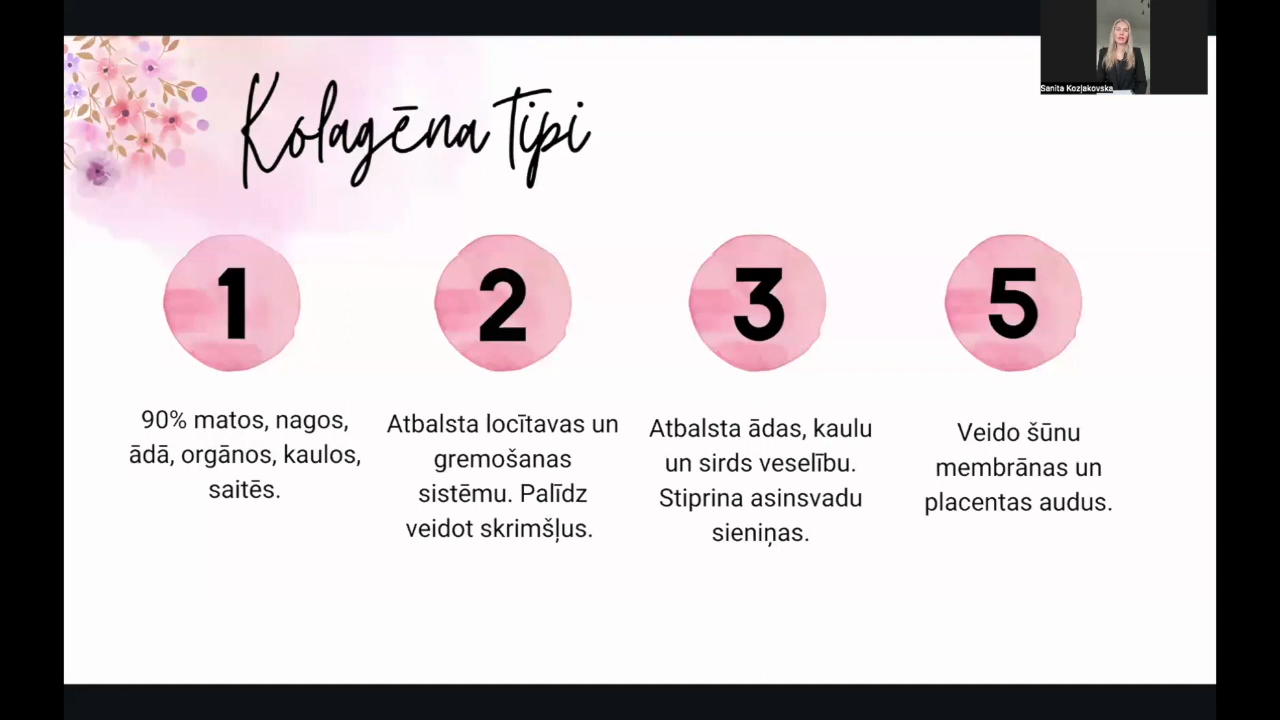 Sanita Kozjakovska
Kolagēna tipi
1
90% matos, nagos,
ādā, orgānos, kaulos,
saitēs.
2
Atbalsta locītavas un
gremošanas
sistēmu. Palīdz
veidot skrimšļus.
3
Atbalsta ādas, kaulu
un sirds veselību.
Stiprina asinsvadu
sieniņas.
5
Veido šūnu
membrānas un
placentas audus.